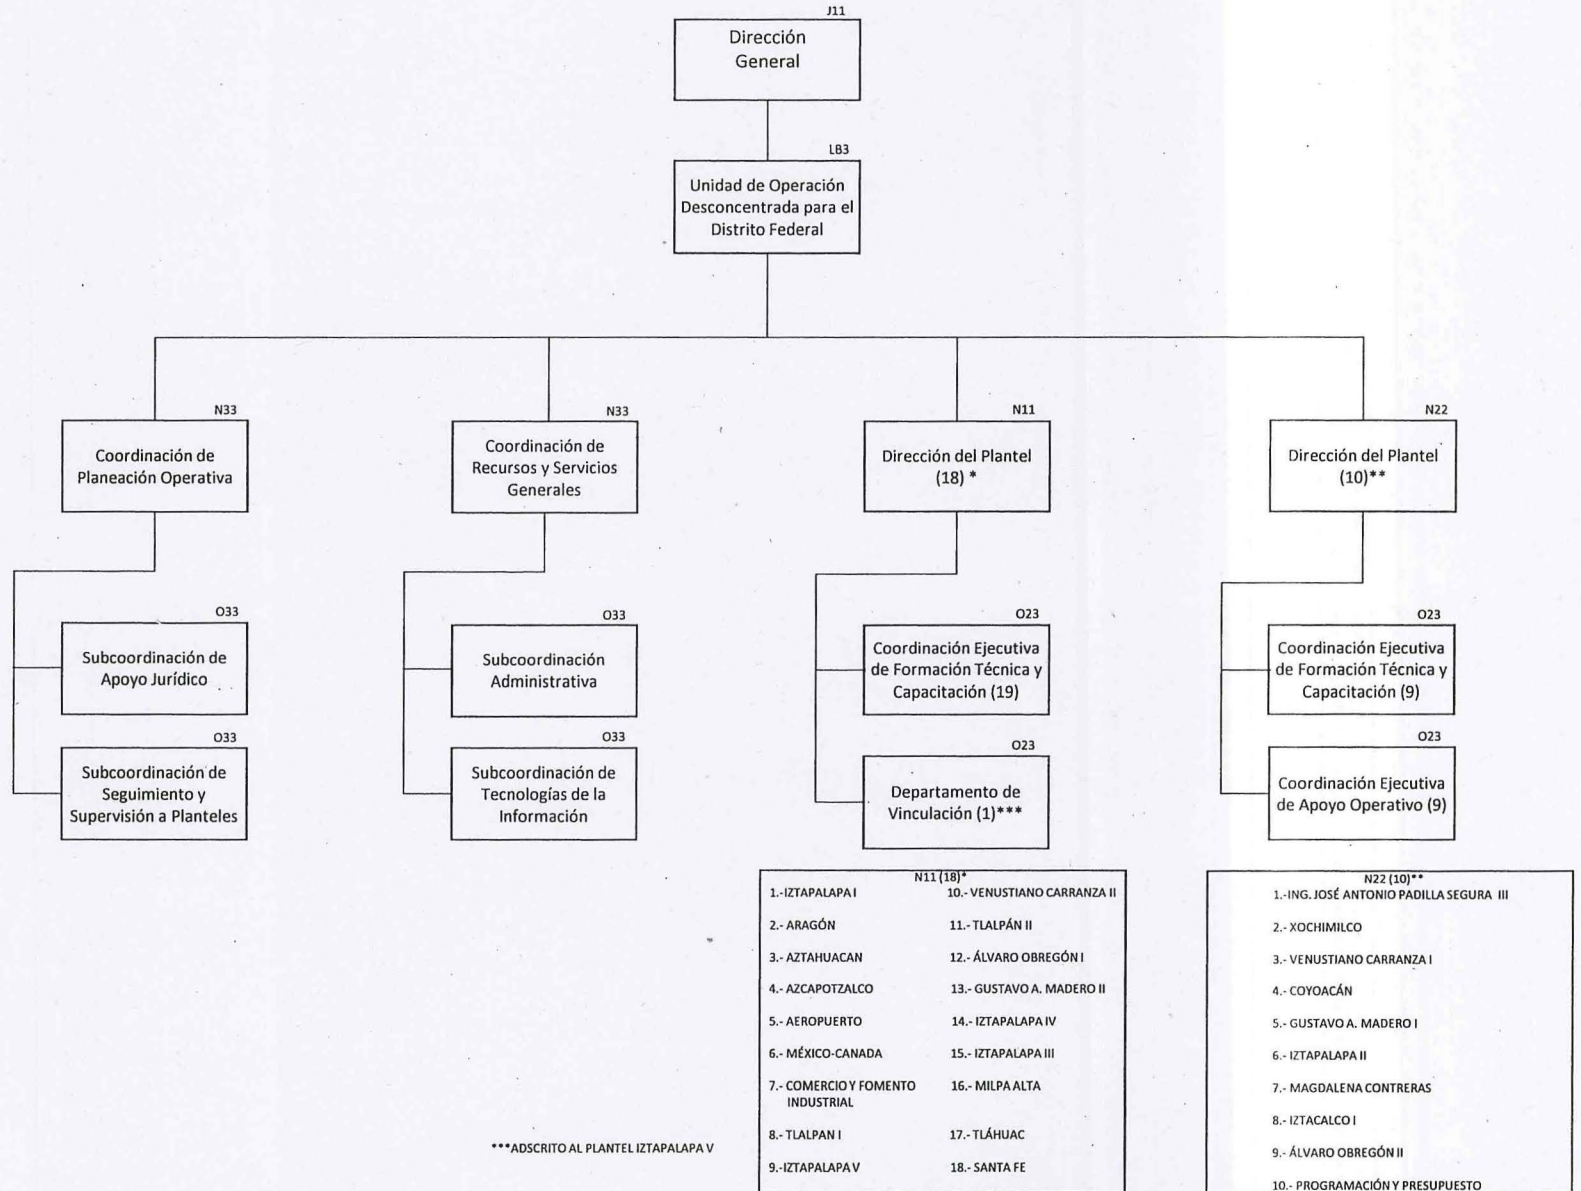 J11
Dirección
General
LB3
Unidad de Operación
Desconcentrada para el
Distrito Federal
N33
Coordinación de
Planeación Operativa
N33
Coordinación de
Recursos y Servicios
Generales
N11
Dirección del Plantel
(18) *
N22
Dirección del Plantel
(10)**
O33
Subcoordinación de
Apoyo Jurídico
O33
Subcoordinación de
Seguimiento y
Supervisión a Planteles
O33
Subcoordinación
Administrativa
O33
Subcoordinación de
Tecnologías de la
Información
O23
Coordinación Ejecutiva
de Formación Técnica y
Capacitación (19)
O23
Departamento de
Vinculación (1)***
O23
Coordinación Ejecutiva
de Formación Técnica y
Capacitación (9)
O23
Coordinación Ejecutiva
de Apoyo Operativo (9)
N11 (18)*
1.-IZTAPALAPA I
2.- ARAGÓN
3.- AZTAHUACAN
4.- AZCAPOTZALCO
5.- AEROPUERTO
6.- MÉXICO-CANADA
7.- COMERCIO Y FOMENTO
INDUSTRIAL
8.- TLALPAN I
9.-IZTAPALAPA V
10.- VENUSTIANO CARRANZA II
11.- TLALPÁN II
12.- ÁLVARO OBREGÓN I
13.- GUSTAVO A. MADERO II
14.- IZTAPALAPA IV
15.- IZTAPALAPA III
16.- MILPA ALTA
17.- TLÁHUAC
18.- SANTA FE
N22 (10)**
1.-ING. JOSÉ ANTONIO PADILLA SEGURA III
2.- XOCHIMILCO
3.- VENUSTIANO CARRANZA I
4.- COYOACÁN
5.- GUSTAVO A. MADERO I
6.- IZTAPALAPA II
7.- MAGDALENA CONTRERAS
8.- IZTACALCO I
9.- ÁLVARO OBREGÓN II
10.- PROGRAMACIÓN Y PRESUPUESTO
***ADSCRITO AL PLANTEL IZTAPALAPA V